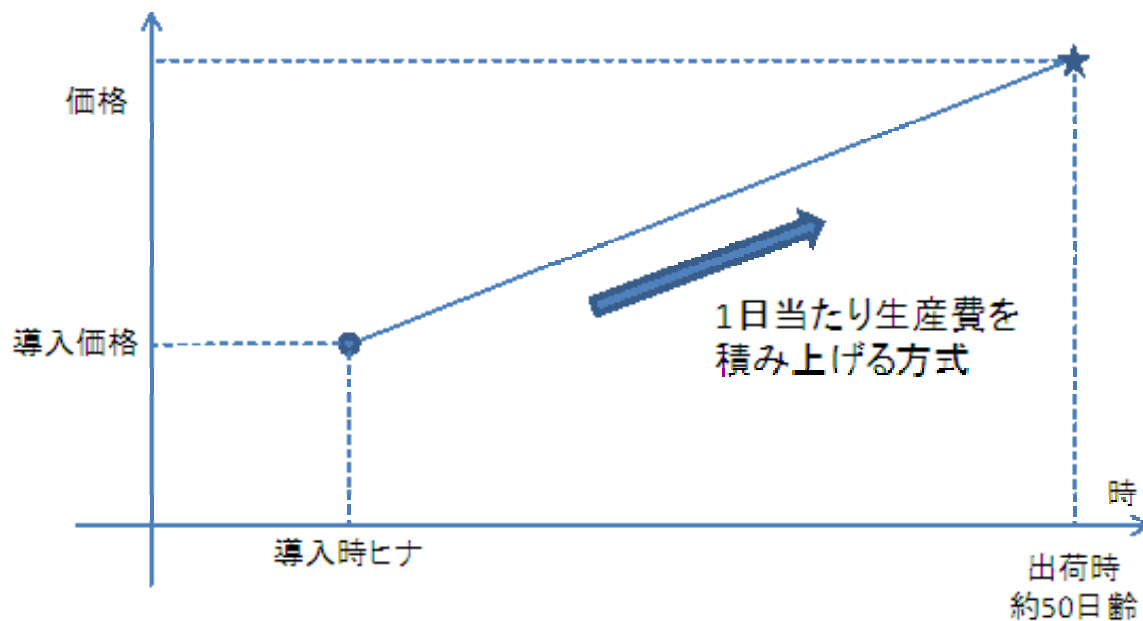 価格
導入価格
1日当たり生産費を
積み上げる方式
時
導入時ヒナ
出荷時
約50日齢